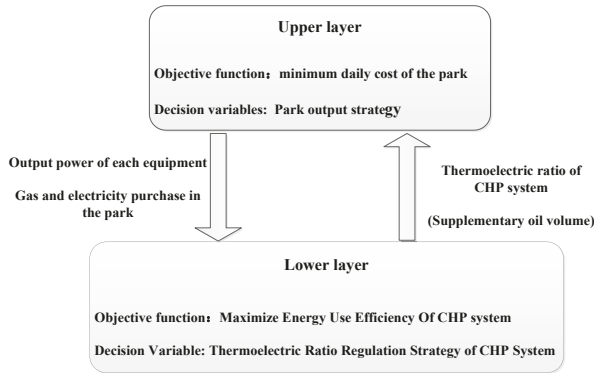 Upper layer
Objective function：minimum daily cost of the park
Decision variables: Park output strategy
Output power of each equipment
Gas and electricity purchase in
the park
Thermoelectric ratio of
CHP system
(Supplementary oil volume)
Lower layer
Objective function：Maximize Energy Use Efficiency Of CHP system
Decision Variable: Thermoelectric Ratio Regulation Strategy of CHP System